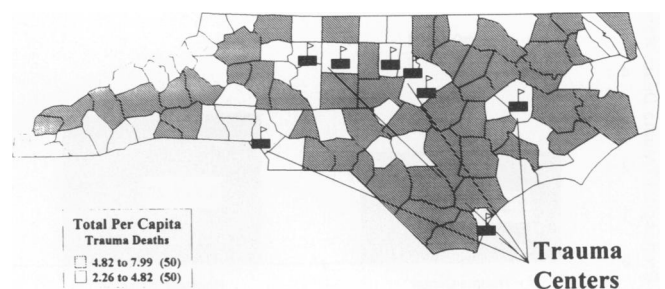 Total Per Capita
Trauma Deaths
4.82 to 7.99 (50)
2.26 to 4.82 (50)
Trauma
Centers